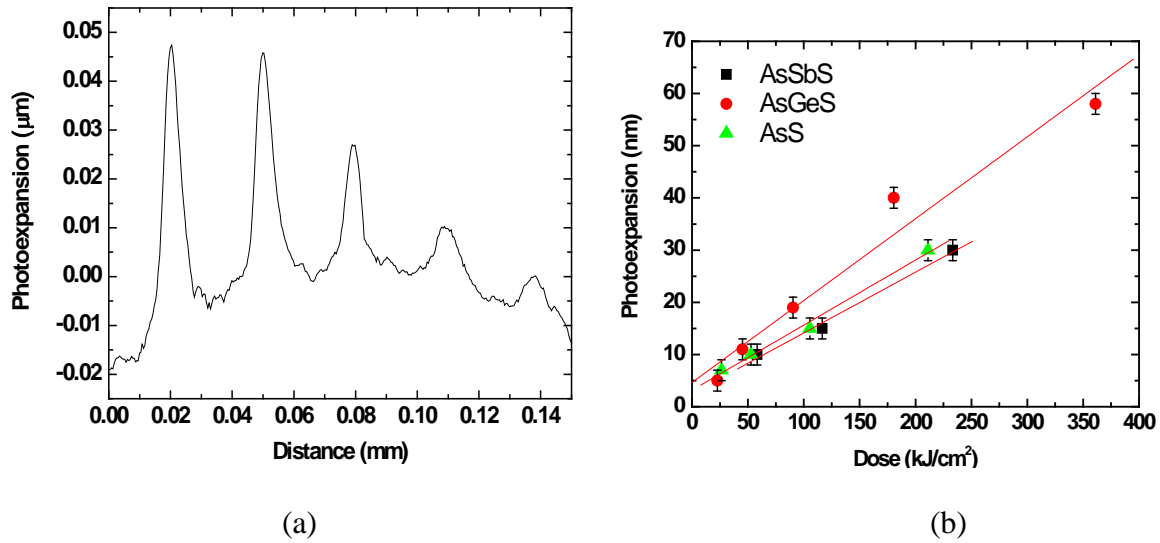 0.05
0.04
0.03
0.02
0.01
0.00
-0.01
-0.02
Photoexpansion (μm)
0.00 0.02 0.04 0.06 0.08 0.10 0.12 0.14
Distance (mm)
(a)
70
60
50
40
30
20
10
0
Photoexpansion (nm)
AsSbS
AsGeS
AsS
0 50 100 150 200 250 300 350 400
Dose (kJ/cm²)
(b)